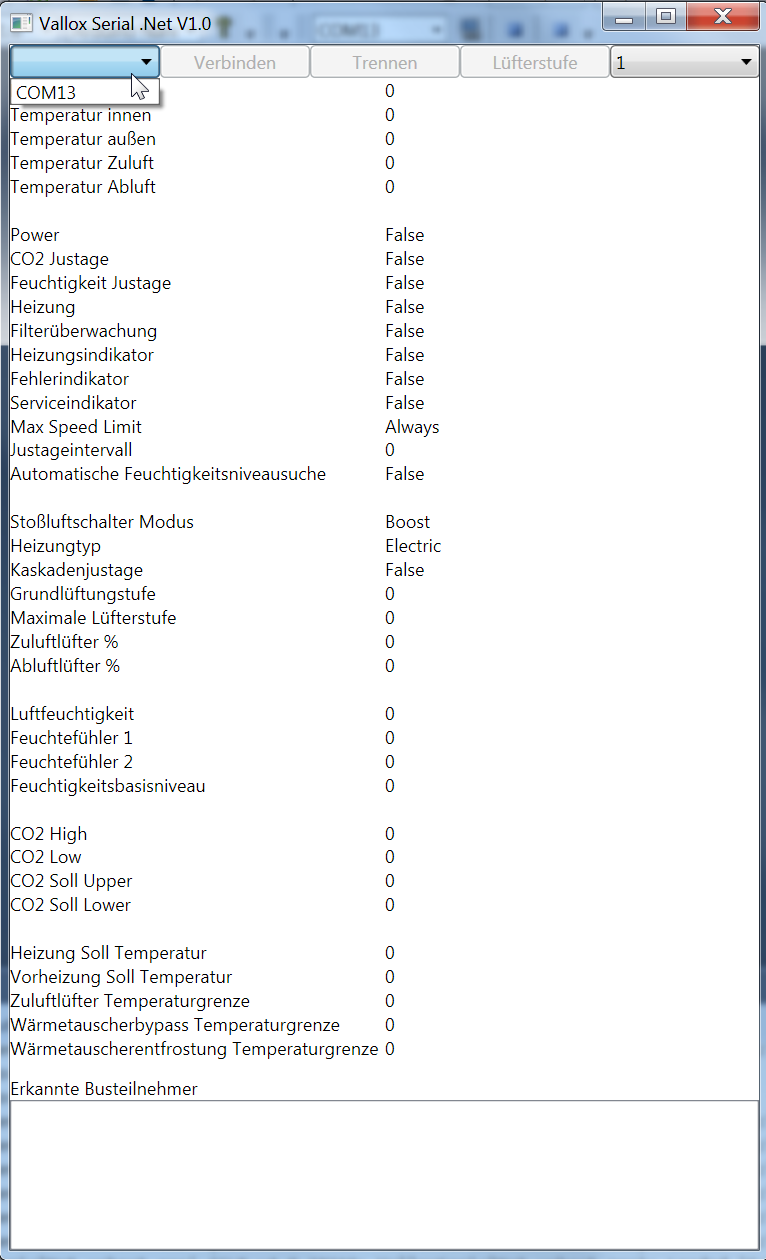 Vallox Serial .Net V1.0
COM13
Verbinden Trennen Lüfterstufe 1
COM13 0
Temperatur innen 0
Temperatur außen 0
Temperatur Zuluft 0
Temperatur Abluft 0
Power False
CO2 Justage False
Feuchtigkeit Justage False
Heizung False
Filterüberwachung False
Heizungsindikator False
Fehlerindikator False
Serviceindikator False
Max Speed Limit Always
Justageintervall 0
Automatische Feuchtigkeitsniveausuche False
Stoßluftschalter Modus Boost
Heizungtyp Electric
Kaskadenjustage False
Grundlüftungstufe 0
Maximale Lüfterstufe 0
Zuluftlüfter % 0
Abluftlüfter % 0
Luftfeuchtigkeit 0
Feuchtefühler 1 0
Feuchtefühler 2 0
Feuchtigkeitsbasisniveau 0
CO2 High 0
CO2 Low 0
CO2 Soll Upper 0
CO2 Soll Lower 0
Heizung Soll Temperatur 0
Vorheizung Soll Temperatur 0
Zuluftlüfter Temperaturgrenze 0
Wärmetauscherbypass Temperaturgrenze 0
Wärmetauscherentfrostung Temperaturgrenze 0
Erkannte Busteilnehmer